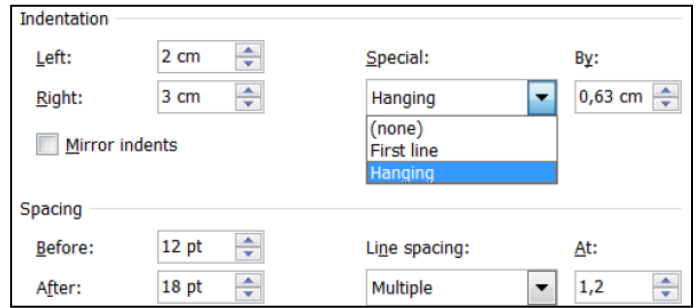 Indentation
Left: 2 cm Special: By:
Right: 3 cm Hanging 0,63 cm
(none)
Mirror indents First line
Hanging
Spacing
Before: 12 pt Line spacing: At:
After: 18 pt Multiple 1,2